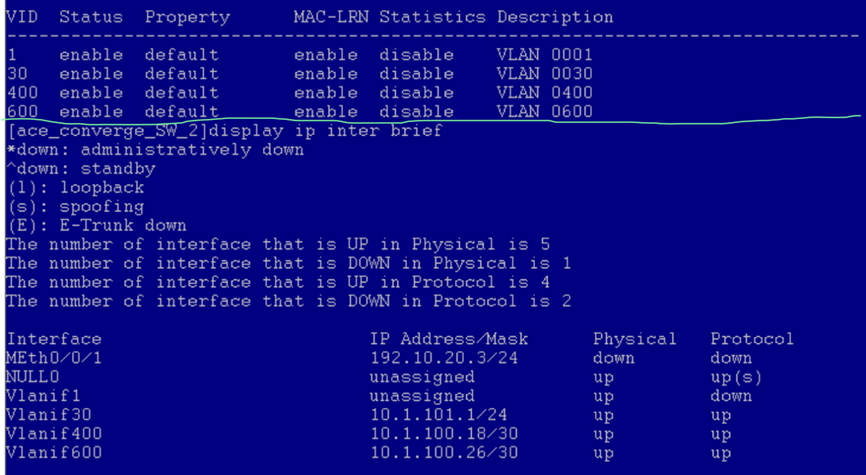 VID Status Property MAC-LRN Statistics Description
--------------------------------------------------------------------------------
1 enable default enable disable VLAN 0001
30 enable default enable disable VLAN 0030
400 enable default enable disable VLAN 0400
600 enable default enable disable VLAN 0600
[ace_converge_SW_2]display ip inter brief
*down: administratively down
^down: standby
(l): loopback
(s): spoofing
(E): E-Trunk down
The number of interface that is UP in Physical is 5
The number of interface that is DOWN in Physical is 1
The number of interface that is UP in Protocol is 4
The number of interface that is DOWN in Protocol is 2
Interface IP Address/Mask Physical Protocol
MEth0/0/1 192.10.20.3/24 down down
NULL0 unassigned up up(s)
Vlanif1 unassigned up down
Vlanif30 10.1.101.1/24 up up
Vlanif400 10.1.100.18/30 up up
Vlanif600 10.1.100.26/30 up up